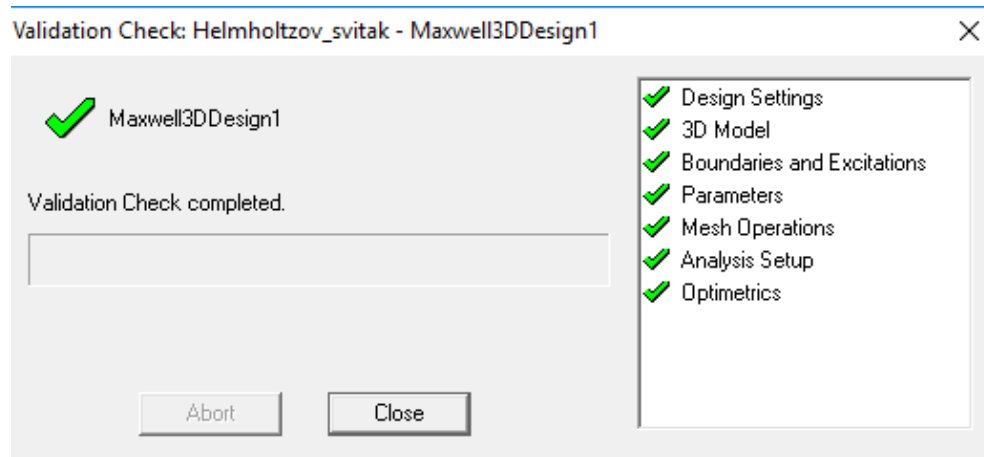 Validation Check: Helmholtzov_svitak - Maxwell3DDesign1
Maxwell3DDesign1
Validation Check completed.
Abort
Close
Design Settings
3D Model
Boundaries and Excitations
Parameters
Mesh Operations
Analysis Setup
Optimetrics